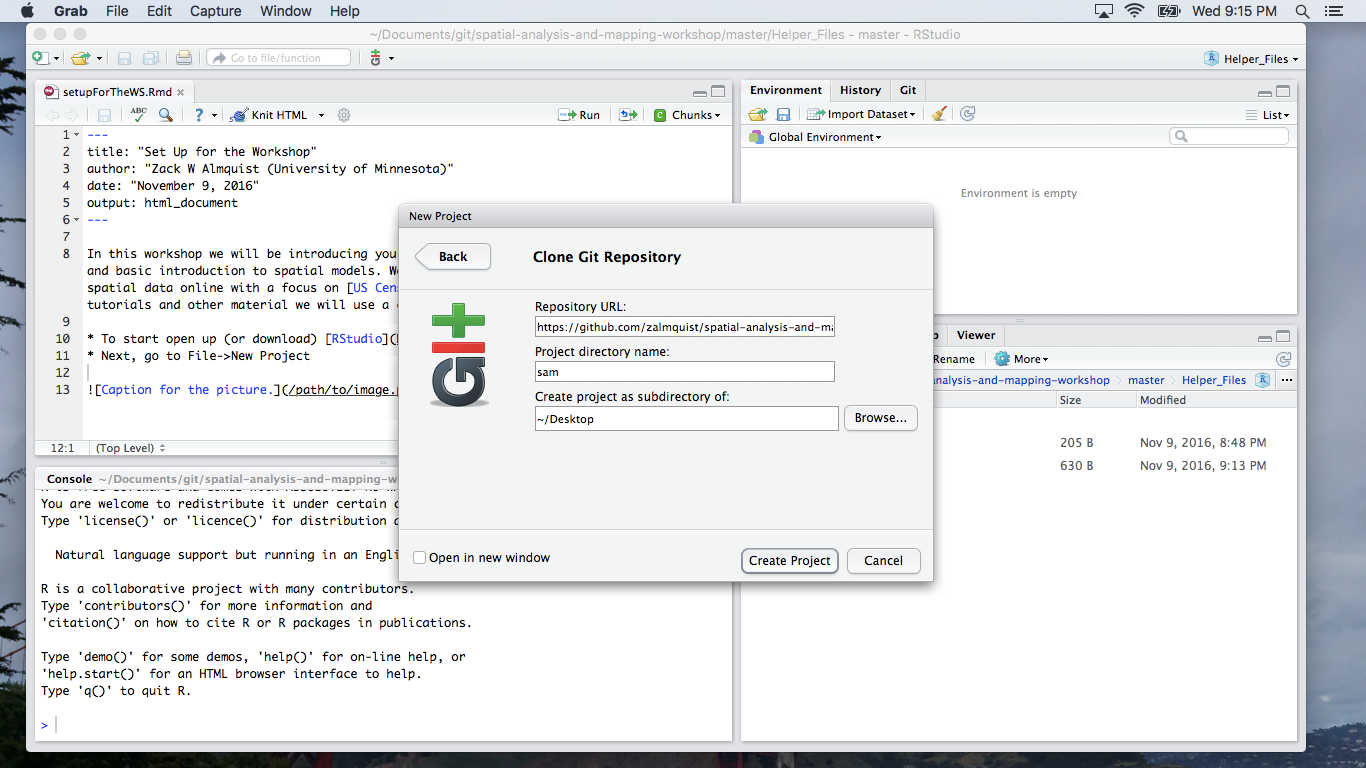 Grab File Edit Capture Window Help Wed 9:15 PM
~/Documents/git/spatial-analysis-and-mapping-workshop/master/Helper_Files - master - RStudio
Go to file/function Helper_Files
setupForTheWS.Rmd
ABC ? Knit HTML Run Chunks
1 ---
2 title: "Set Up for the Workshop"
3 author: "Zack W Almquist (University of Minnesota)"
4 date: "November 9, 2016"
5 output: html_document
6 ---
7
8 In this workshop we will be introducing you
and basic introduction to spatial models. W
spatial data online with a focus on [US Cens
tutorials and other material we will use a
9
10 * To start open up (or download) [RStudio](
11 * Next, go to File->New Project
12
13 ![Caption for the picture.](/path/to/image.
12:1 (Top Level)
Console ~/Documents/git/spatial-analysis-and-mapping-w
You are welcome to redistribute it under certain
Type 'license()' or 'licence()' for distribution
Natural language support but running in an Engli
R is a collaborative project with many contributors.
Type 'contributors()' for more information and
'citation()' on how to cite R or R packages in publications.
Type 'demo()' for some demos, 'help()' for on-line help, or
'help.start()' for an HTML browser interface to help.
Type 'q()' to quit R.
>
Environment History Git
Import Dataset List
Global Environment
Environment is empty
New Project
Back Clone Git Repository
Repository URL:
https://github.com/zalmquist/spatial-analysis-and-ma
Project directory name:
sam
Create project as subdirectory of:
~/Desktop Browse...
Open in new window Create Project Cancel
Viewer
Rename More
analysis-and-mapping-workshop master Helper_Files ...
Size Modified
205 B Nov 9, 2016, 8:48 PM
630 B Nov 9, 2016, 9:13 PM